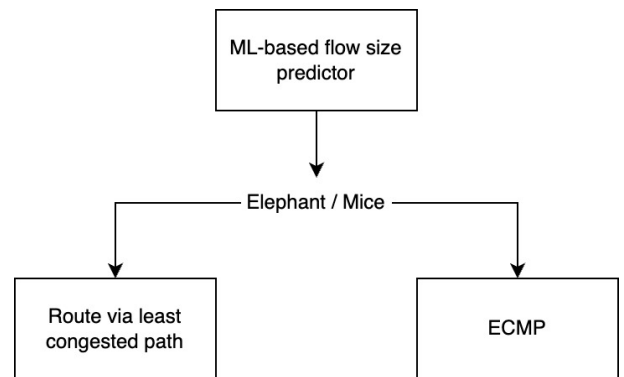 ML-based flow size
predictor
Elephant / Mice
Route via least
congested path
ECMP